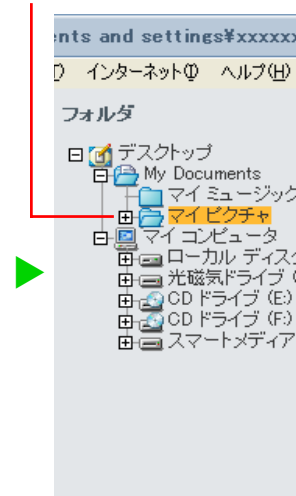 ents and settings¥xxxxx
インターネット(I) ヘルプ(H)
フォルダ
デスクトップ
My Documents
マイ ミュージック
マイ ピクチャ
マイ コンピュータ
ローカル ディスク
光磁気ドライブ (
CD ドライブ (E:)
CD ドライブ (F:)
スマートメディア